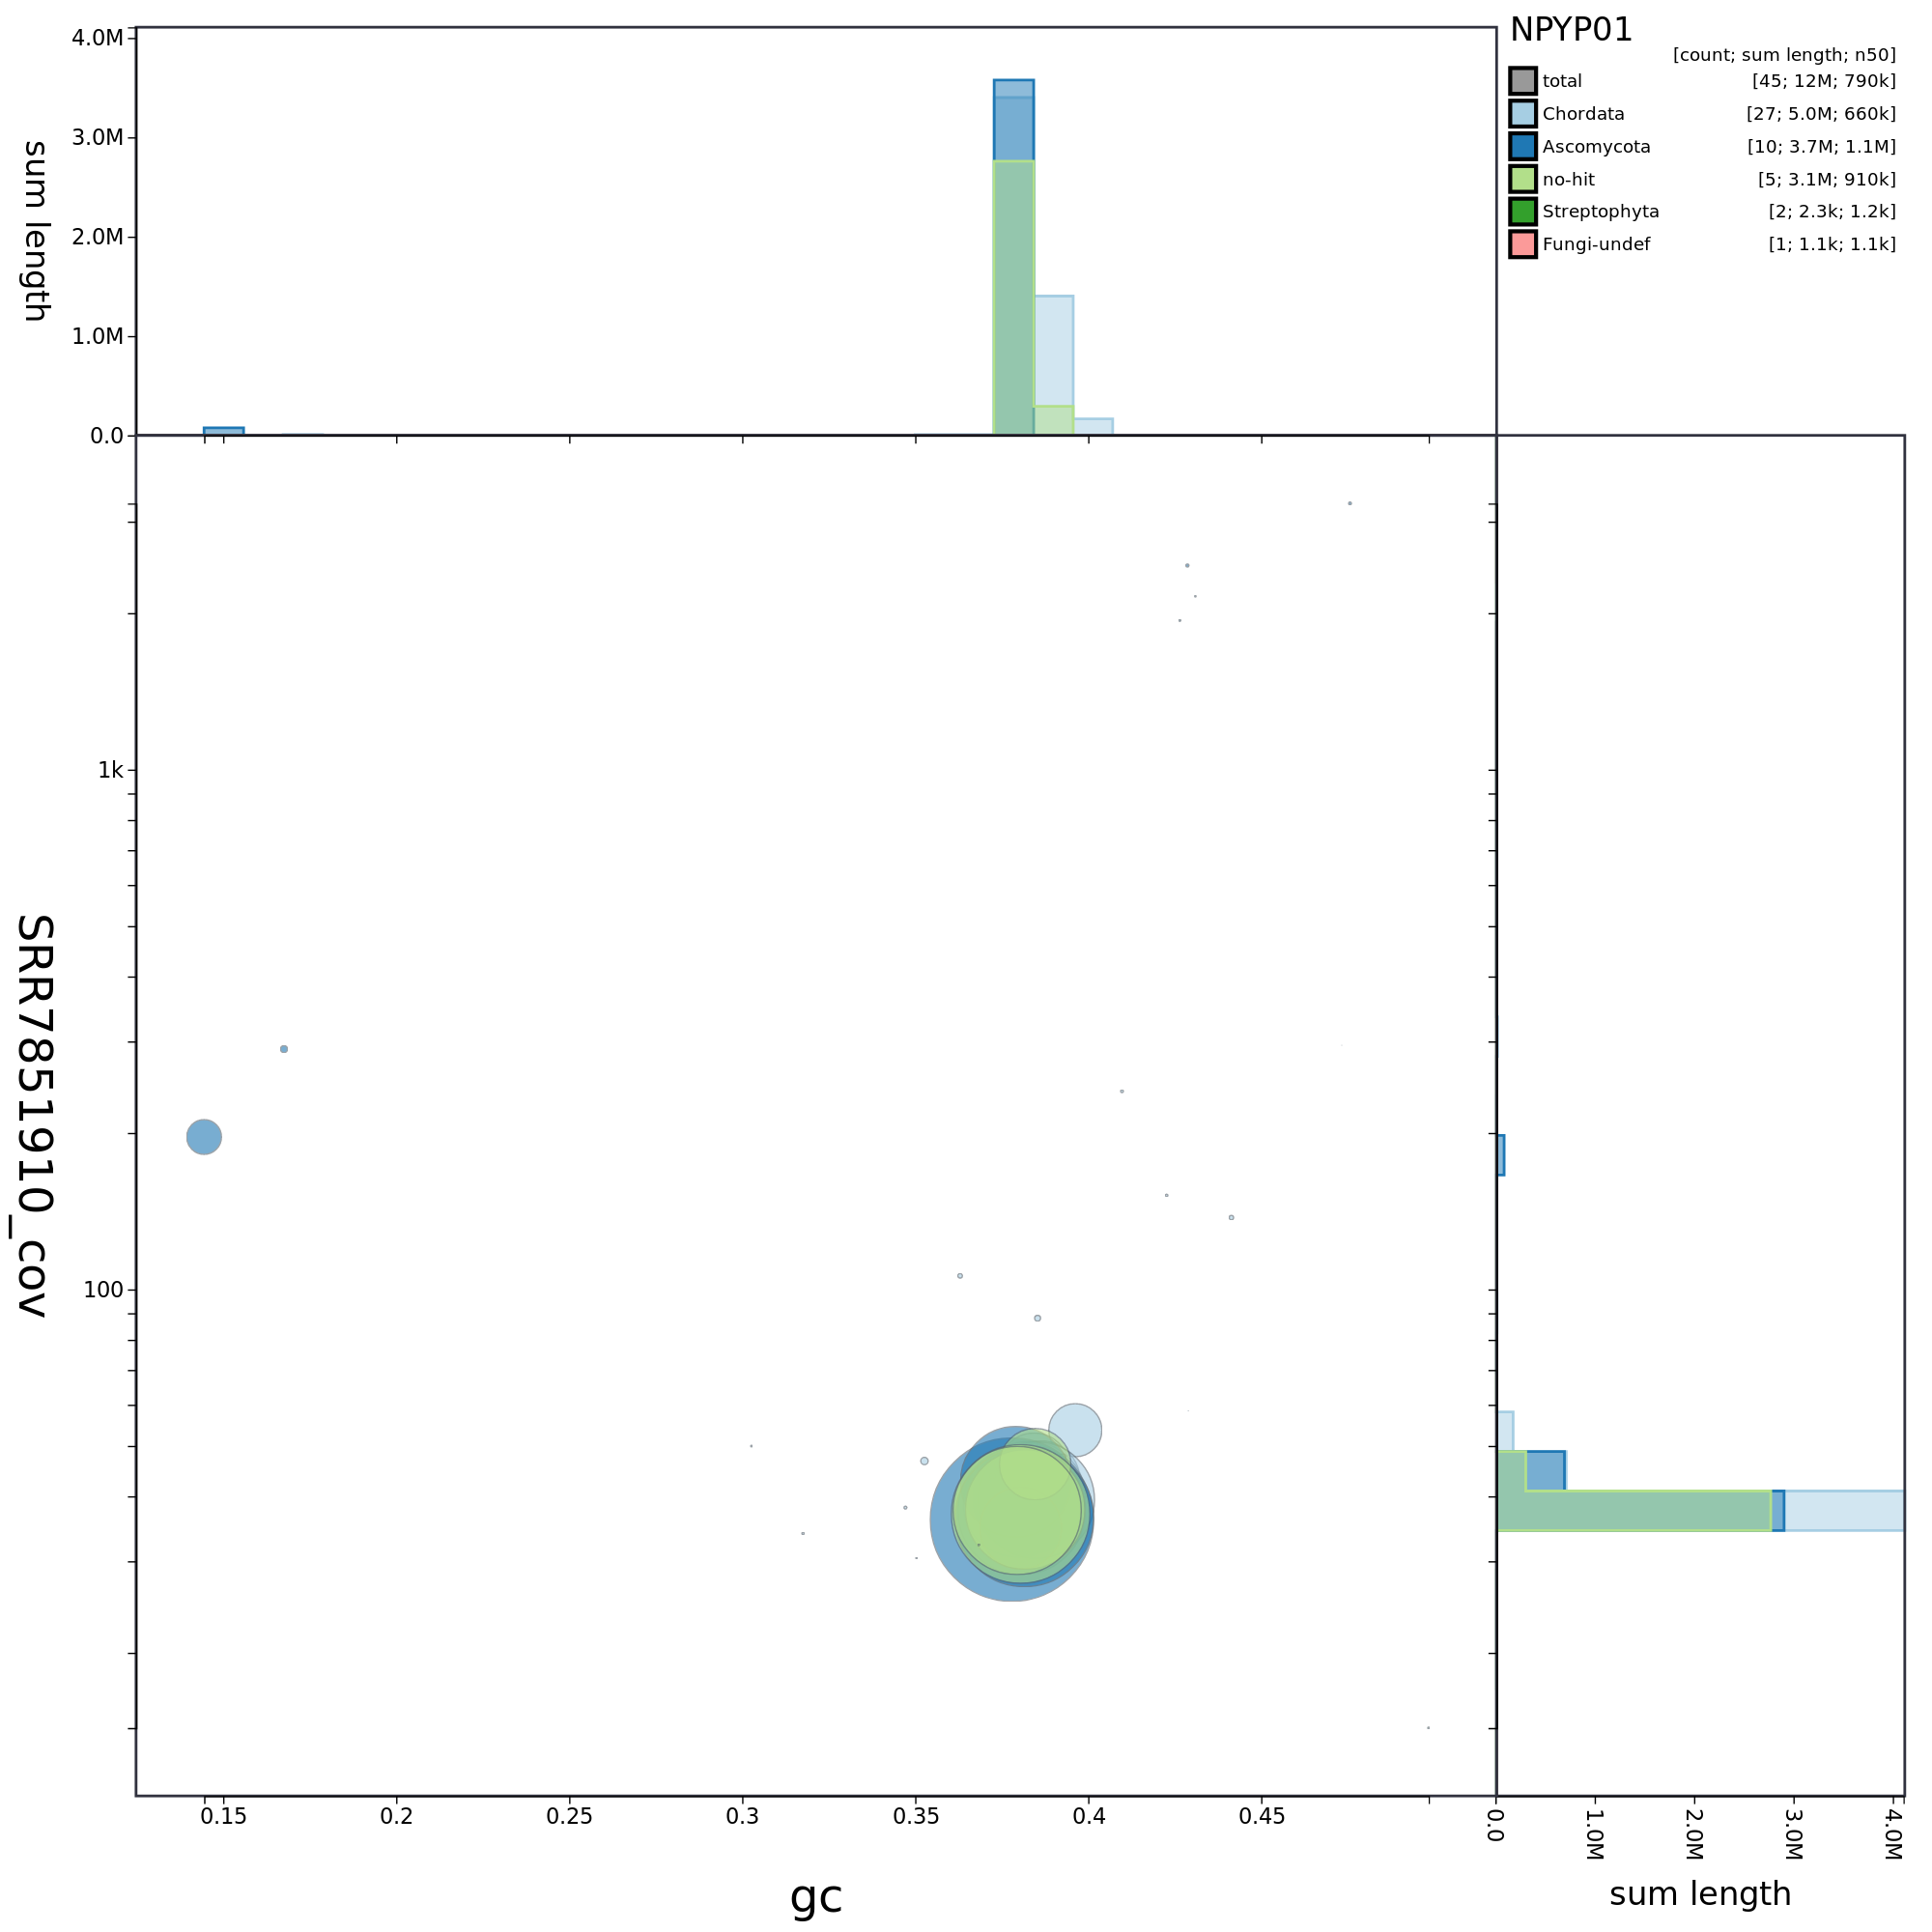 NPYP01
[count; sum length; n50]
total [45; 12M; 790k]
Chordata [27; 5.0M; 660k]
Ascomycota [10; 3.7M; 1.1M]
no-hit [5; 3.1M; 910k]
Streptophyta [2; 2.3k; 1.2k]
Fungi-undef [1; 1.1k; 1.1k]
sum length
4.0M
3.0M
2.0M
1.0M
0.0
SRR7851910_cov
1k
100
0.15 0.2 0.25 0.3 0.35 0.4 0.45
gc
0.0 1.0M 2.0M 3.0M 4.0M
sum length